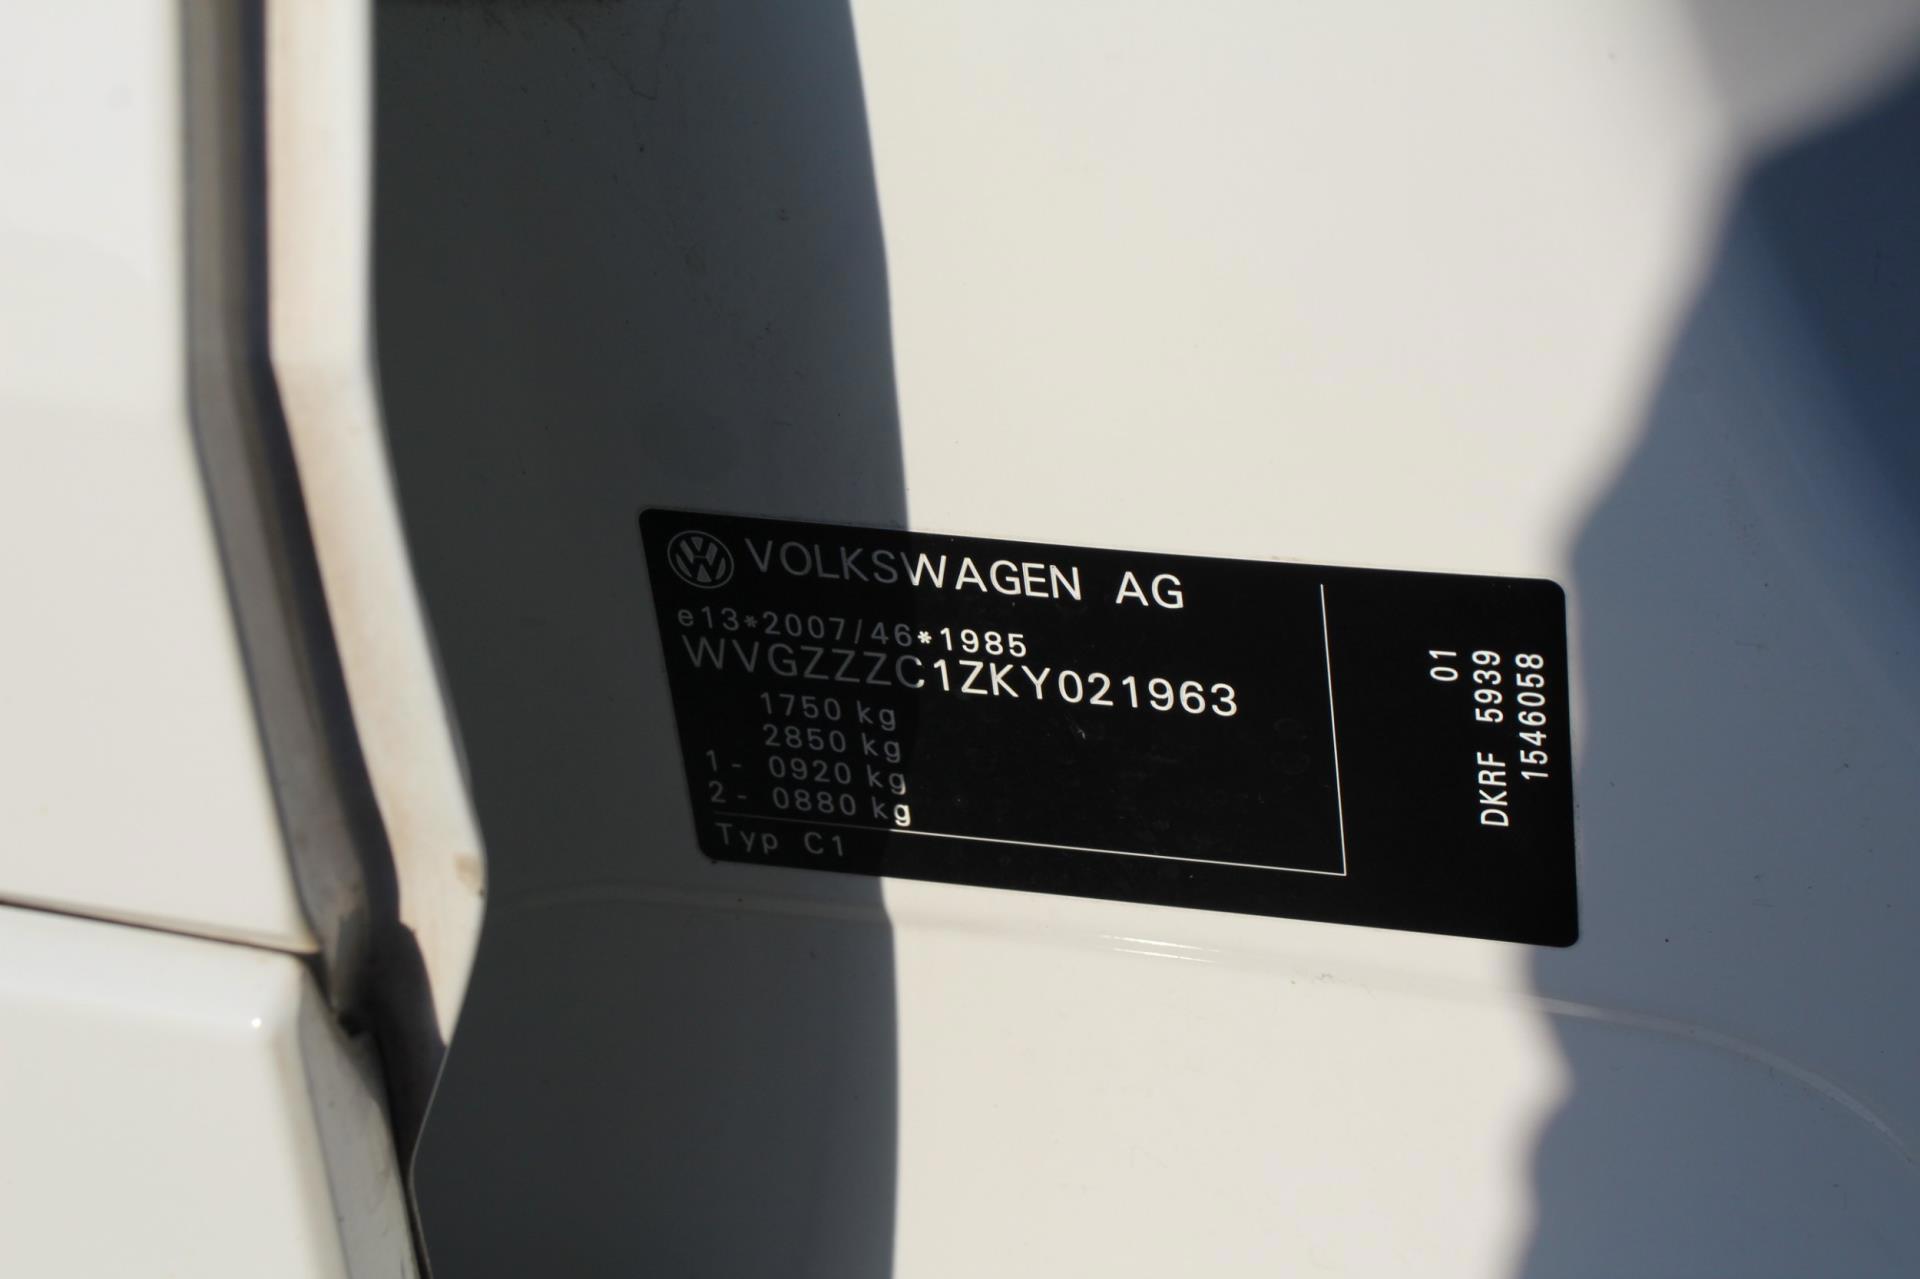 VOLKSWAGEN AG
e13*2007/46*1985
WVGZZZC1ZKY021963
1750 kg
2850 kg
1- 0920 kg
2- 0880 kg
Typ C1
01
DKRF 5939
1546058